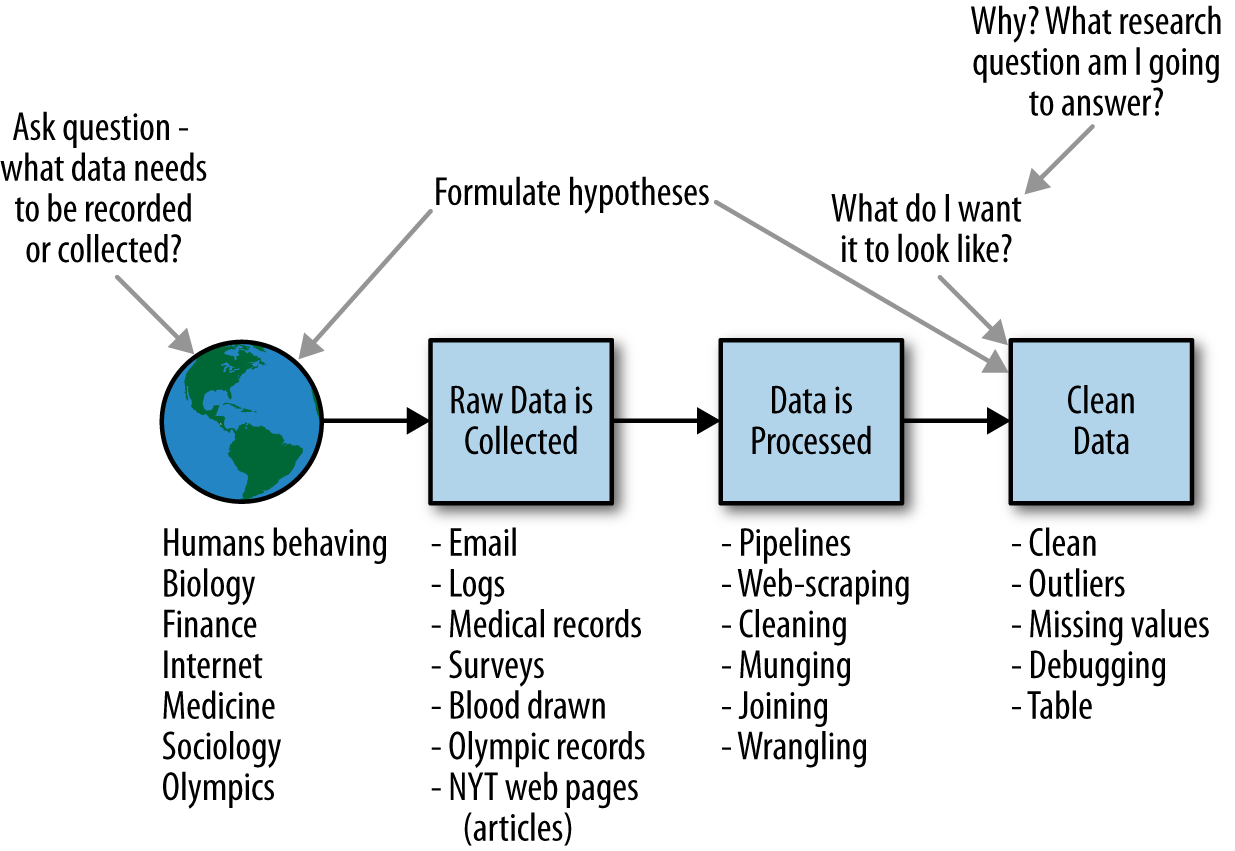 Why? What research
question am I going
to answer?
Ask question -
what data needs
to be recorded
or collected?
Formulate hypotheses
What do I want
it to look like?
Raw Data is
Collected
Data is
Processed
Clean
Data
Humans behaving
Biology
Finance
Internet
Medicine
Sociology
Olympics
- Email
- Logs
- Medical records
- Surveys
- Blood drawn
- Olympic records
- NYT web pages
(articles)
- Pipelines
- Web-scraping
- Cleaning
- Munging
- Joining
- Wrangling
- Clean
- Outliers
- Missing values
- Debugging
- Table